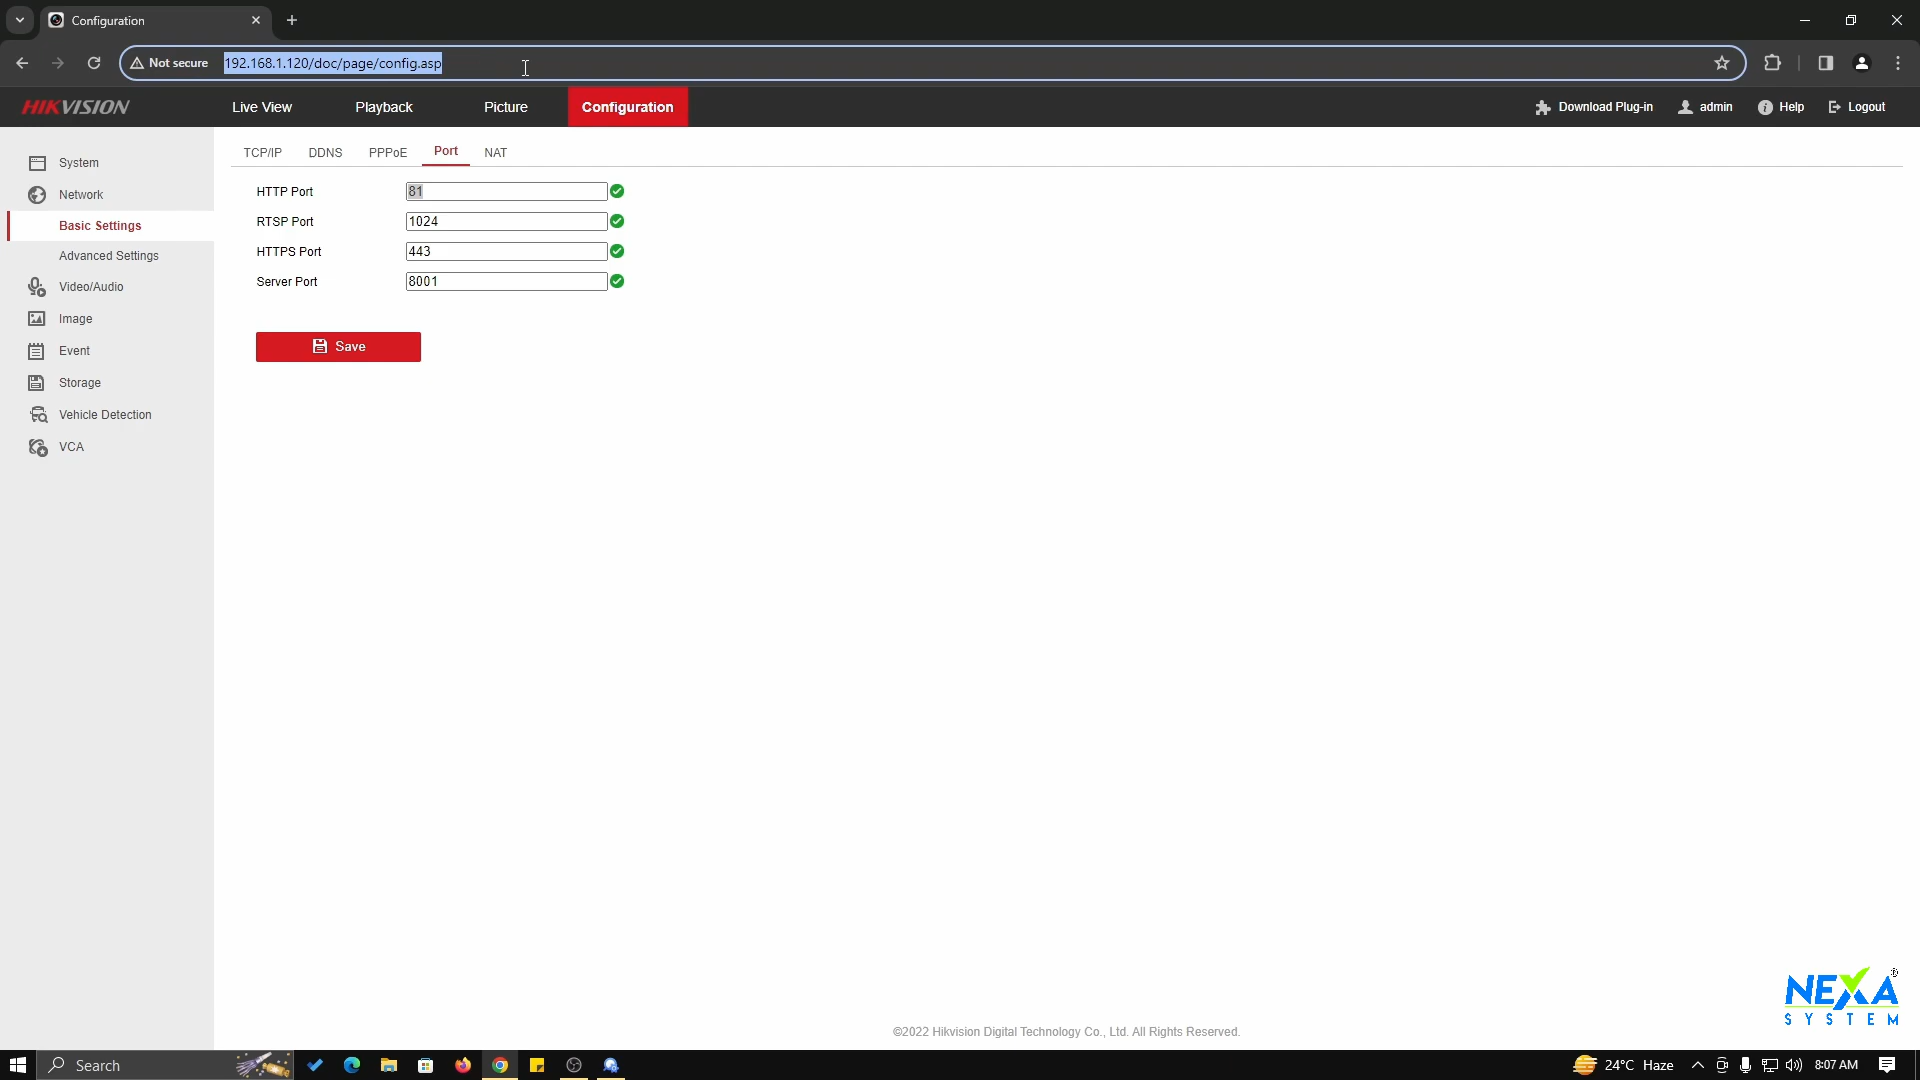 Configuration
Not secure
192.168.1.120/doc/page/config.asp
HIKVISION
Live View
Playback
Picture
Configuration
Download Plug-in
admin
Help
Logout
System
Network
Basic Settings
Advanced Settings
Video/Audio
Image
Event
Storage
Vehicle Detection
VCA
TCP/IP
DDNS
PPPoE
Port
NAT
HTTP Port
81
RTSP Port
1024
HTTPS Port
443
Server Port
8001
Save
NEXA
SYSTEM
©2022 Hikvision Digital Technology Co., Ltd. All Rights Reserved.
Search
24°C Haze
8:07 AM